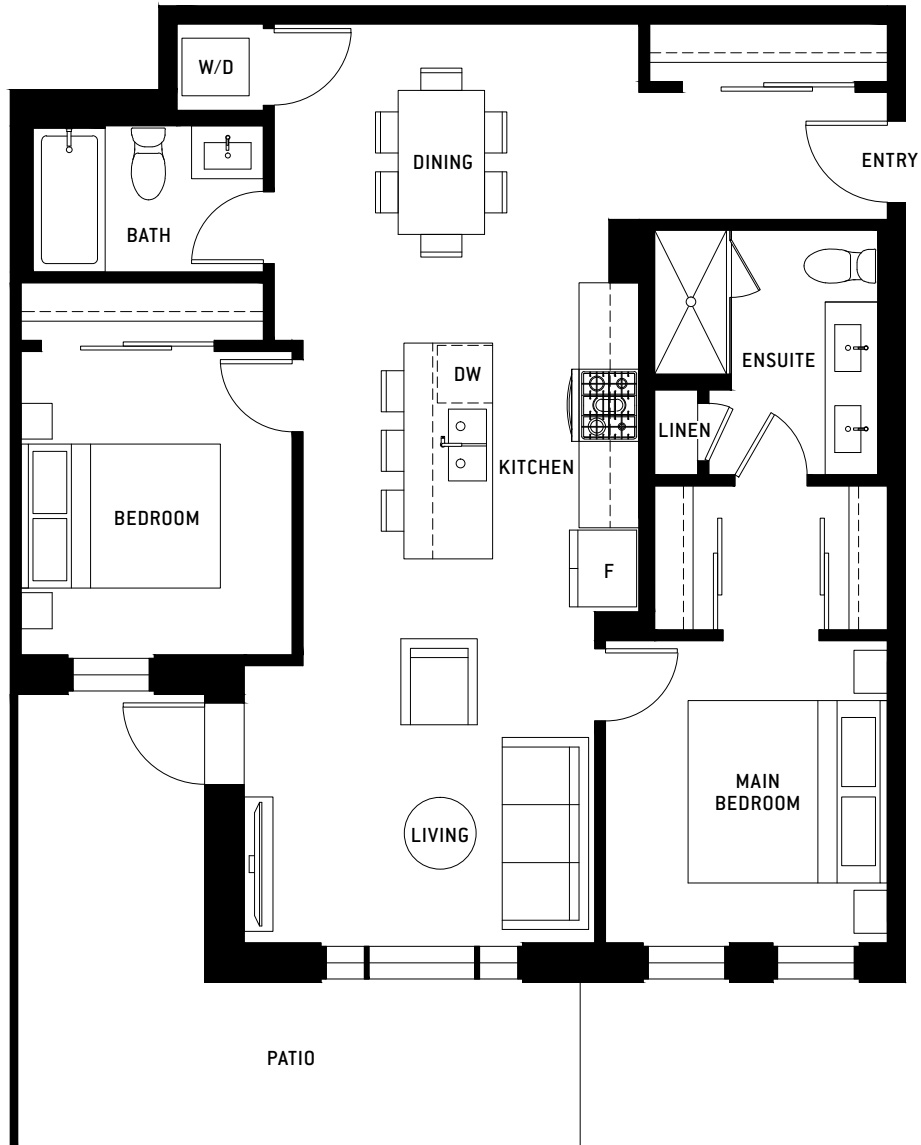 W/D
DINING
ENTRY
BATH
ENSUITE
DW
LINEN
KITCHEN
BEDROOM
F
MAIN
BEDROOM
LIVING
PATIO